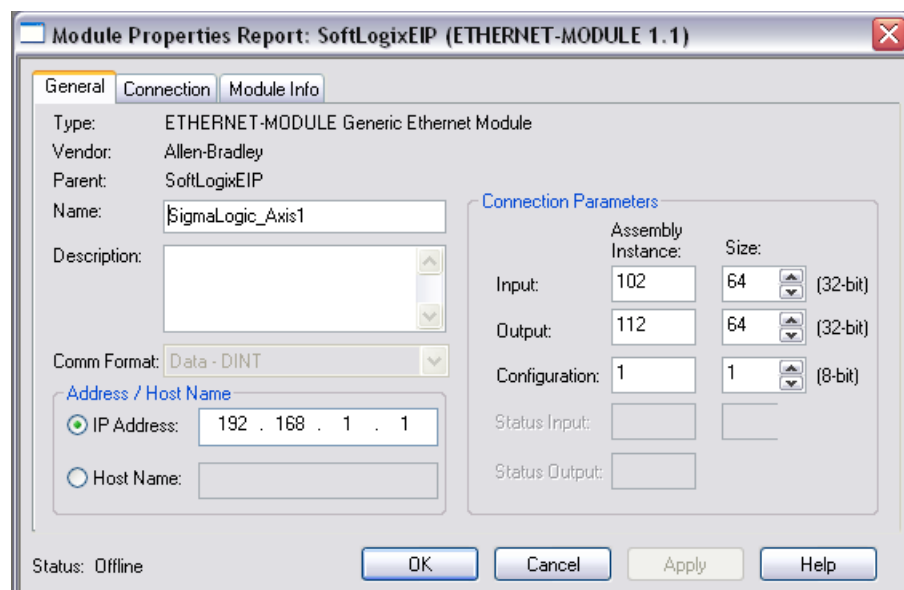 Module Properties Report: SoftLogixEIP (ETHERNET-MODULE 1.1)
General Connection Module Info
Type: ETHERNET-MODULE Generic Ethernet Module
Vendor: Allen-Bradley
Parent: SoftLogixEIP
Name: SigmaLogic_Axis1
Description:
Comm Format: Data - DINT
Address / Host Name
IP Address: 192 . 168 . 1 . 1
Host Name:
Connection Parameters
Assembly Instance: Size:
Input: 102 64 (32-bit)
Output: 112 64 (32-bit)
Configuration: 1 1 (8-bit)
Status Input:
Status Output:
Status: Offline
OK Cancel Apply Help